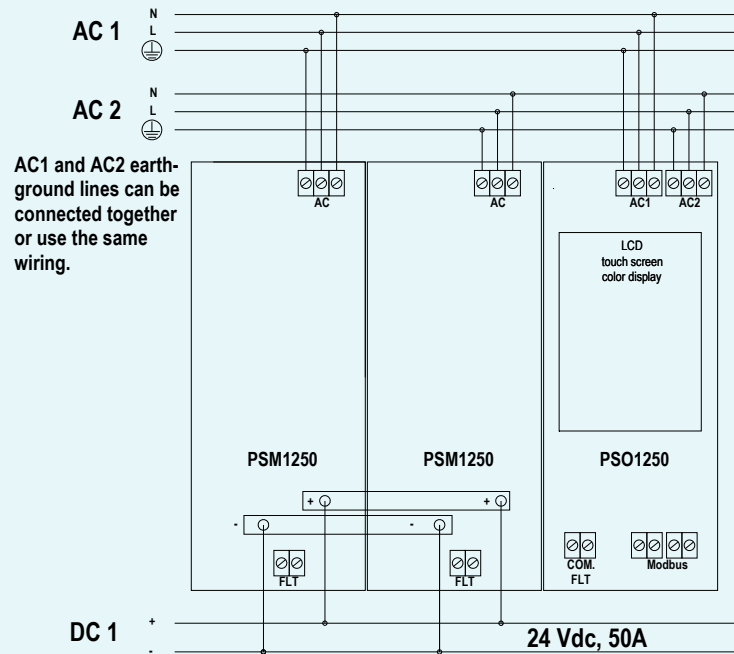 N
AC 1 L
N
AC 2 L
AC1 and AC2 earth-
ground lines can be
connected together
or use the same
wiring.
AC
AC
AC1 AC2
LCD
touch screen
color display
PSM1250
PSM1250
PSO1250
+ +
- -
FLT
FLT
COM.
FLT
Modbus
DC 1 +
-
24 Vdc, 50A